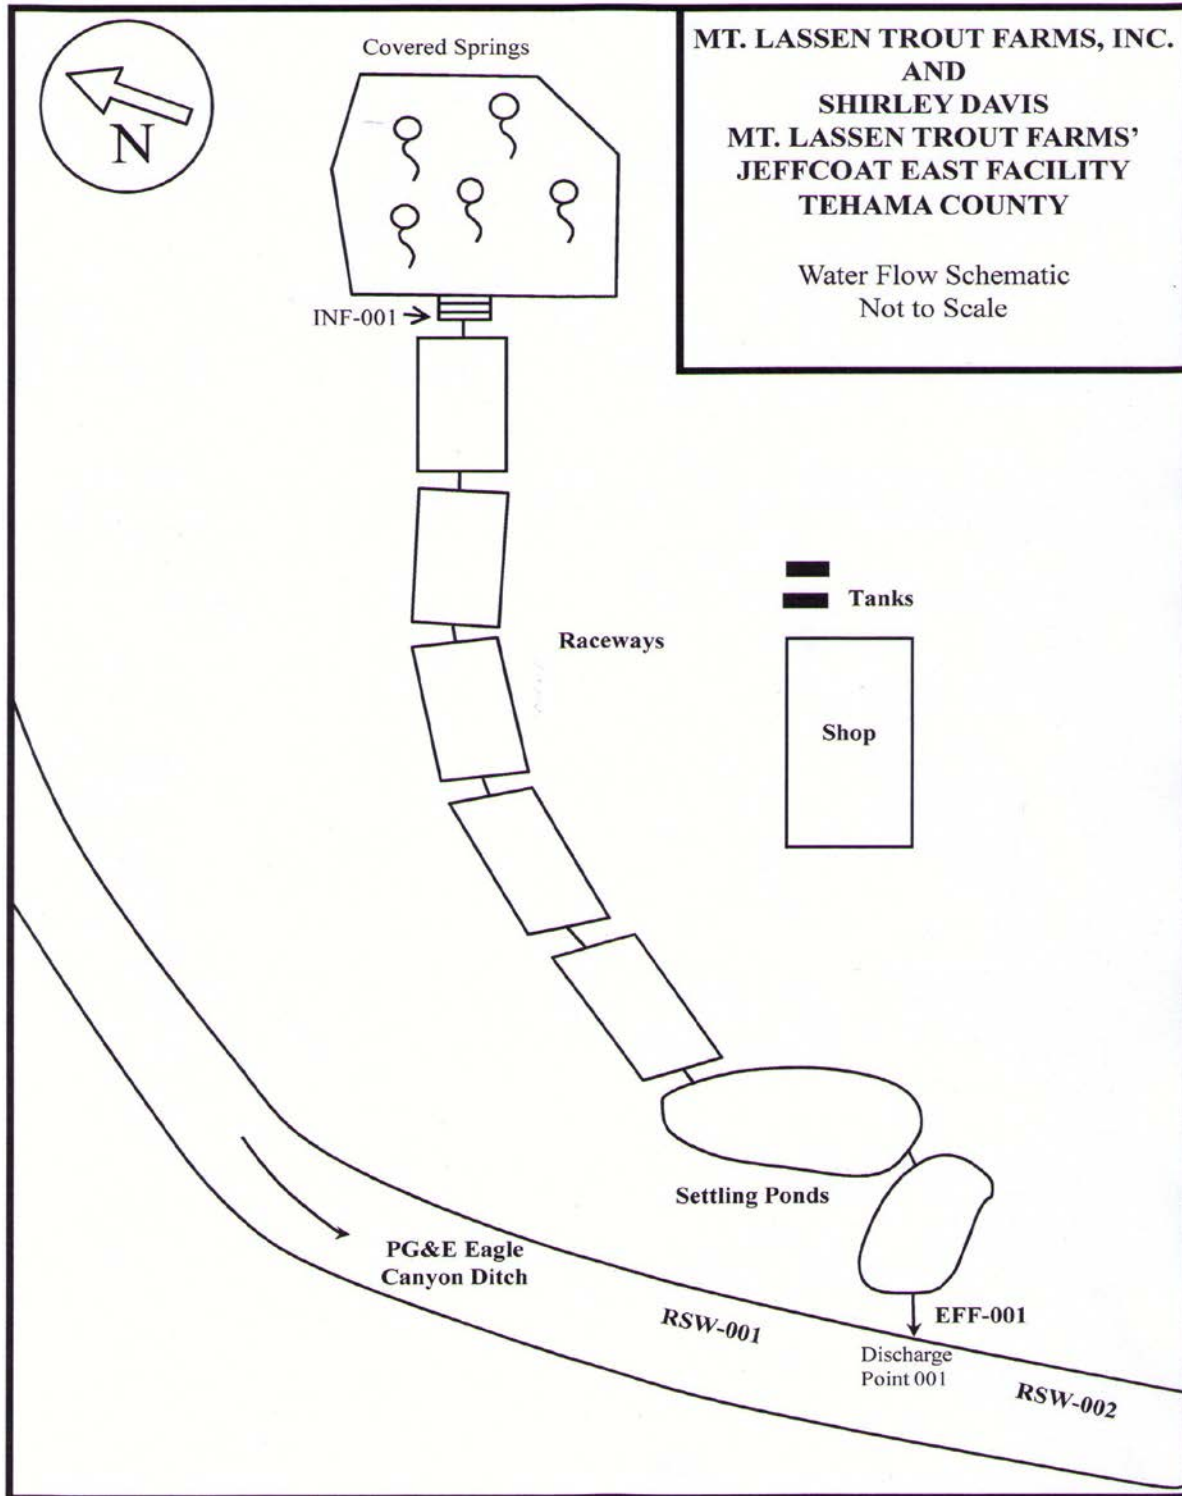 Covered Springs
N
MT. LASSEN TROUT FARMS, INC.
AND
SHIRLEY DAVIS
MT. LASSEN TROUT FARMS’
JEFFCOAT EAST FACILITY
TEHAMA COUNTY
Water Flow Schematic
Not to Scale
INF-001
Tanks
Raceways
Shop
Settling Ponds
PG&E Eagle
Canyon Ditch
RSW-001
EFF-001
Discharge
Point 001
RSW-002